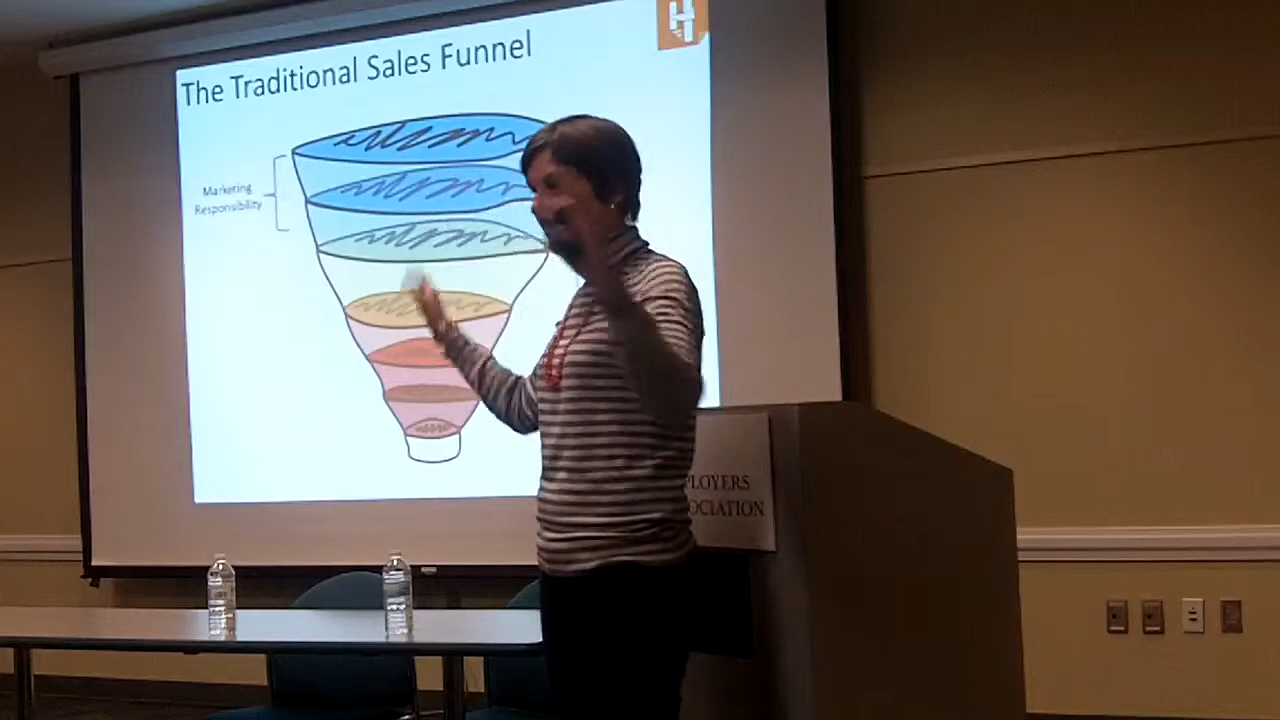 The Traditional Sales Funnel
Marketing
Responsibility
PLOYERS
OCIATION